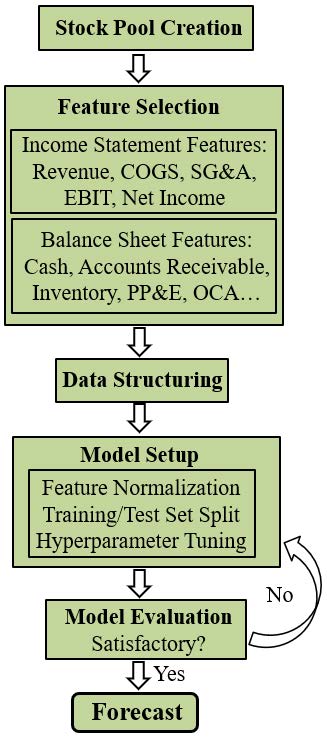 Stock Pool Creation
Feature Selection
Income Statement Features:
Revenue, COGS, SG&A,
EBIT, Net Income
Balance Sheet Features:
Cash, Accounts Receivable,
Inventory, PP&E, OCA…
Data Structuring
Model Setup
Feature Normalization
Training/Test Set Split
Hyperparameter Tuning
No
Model Evaluation
Satisfactory?
Yes
Forecast